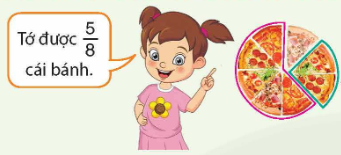 Tớ được 5/8
cái bánh.